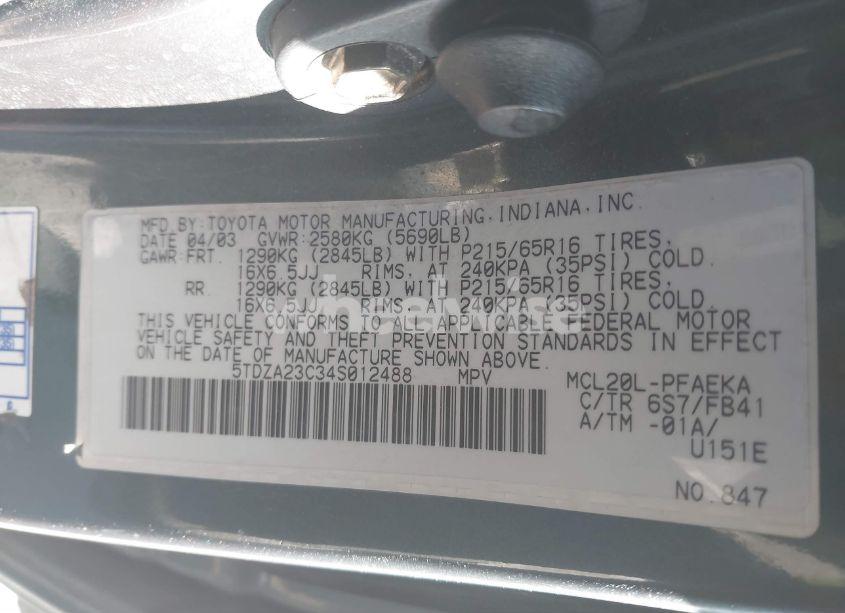 MFD.BY:TOYOTA MOTOR MANUFACTURING,INDIANA,INC.
DATE 04/03 GVWR:2580KG (5690LB)
GAWR:FRT. 1290KG (2845LB) WITH P215/65R16 TIRES,
16X6.5JJ RIMS, AT 240KPA (35PSI) COLD.
RR. 1290KG (2845LB) WITH P215/65R16 TIRES,
16X6.5JJ RIMS, AT 240KPA (35PSI) COLD.
THIS VEHICLE CONFORMS TO ALL APPLICABLE FEDERAL MOTOR
VEHICLE SAFETY AND THEFT PREVENTION STANDARDS IN EFFECT
ON THE DATE OF MANUFACTURE SHOWN ABOVE.
5TDZA23C34S012488 MPV
MCL20L-PFAEKA
C/TR 6S7/FB41
A/TM -01A/
U151E
NO.847
wheelwise